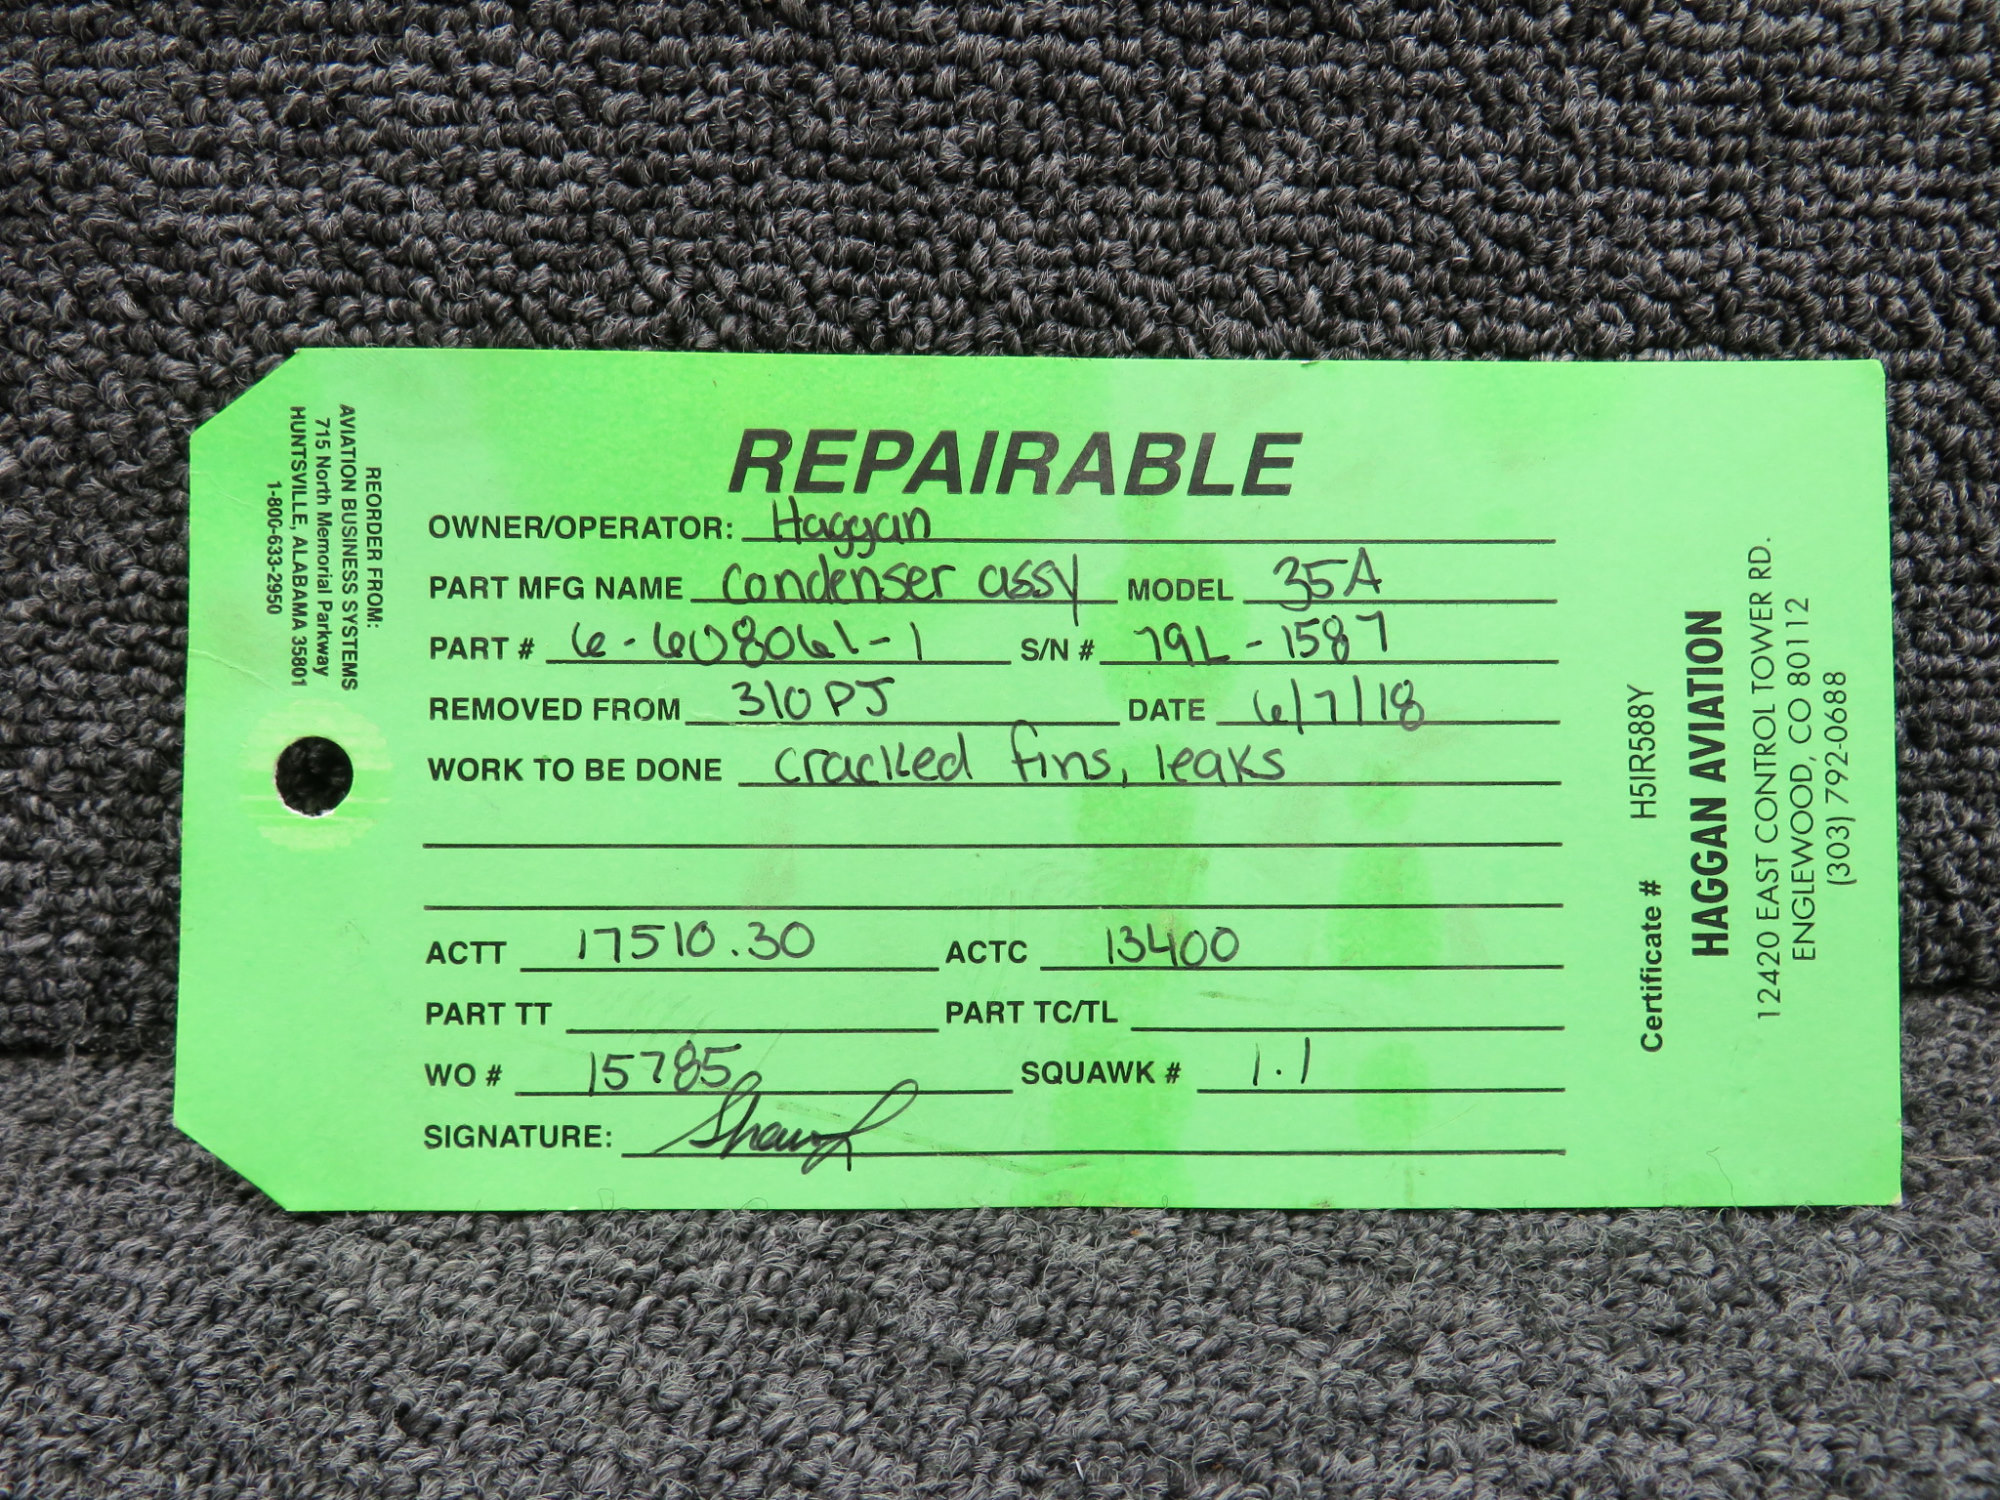 REPAIRABLE
OWNER/OPERATOR: Haggan
PART MFG NAME condenser assy MODEL 35A
PART # 6-608061-1 S/N # 79L-1587
REMOVED FROM 310PJ DATE 6/7/18
WORK TO BE DONE cracked fins, leaks
ACTT 17510.30 ACTC 13400
PART TT PART TC/TL
WO # 15785 SQUAWK # 1.1
SIGNATURE:
REORDER FROM:
AVIATION BUSINESS SYSTEMS
715 North Memorial Parkway
HUNTSVILLE, ALABAMA 35801
1-800-633-2950
Certificate # H5IR588Y
HAGGAN AVIATION
12420 EAST CONTROL TOWER RD.
ENGLEWOOD, CO 80112
(303) 792-0688